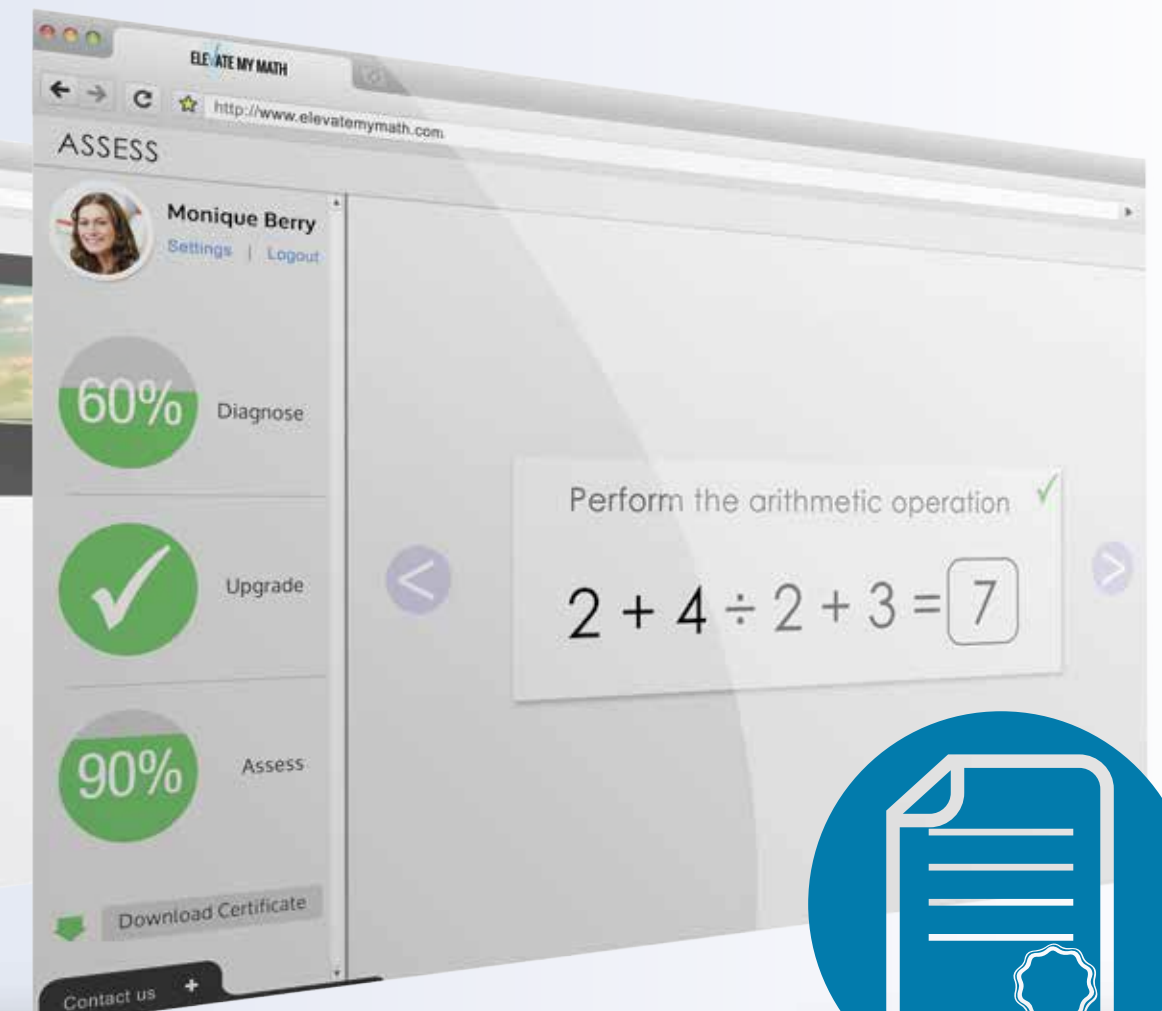 ELEVATE MY MATH
http://www.elevatemymath.com
ASSESS
Monique Berry
Settings | Logout
60% Diagnose
Upgrade
90% Assess
Download Certificate
Contact us +
Perform the arithmetic operation ✓
< 2 + 4 ÷ 2 + 3 = 7 >